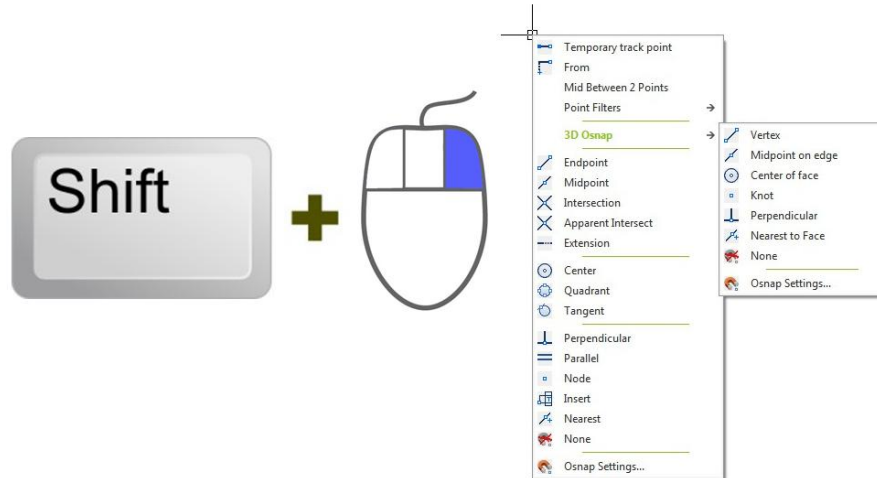 Shift
Temporary track point
From
Mid Between 2 Points
Point Filters
3D Osnap
Endpoint
Midpoint
Intersection
Apparent Intersect
Extension
Center
Quadrant
Tangent
Perpendicular
Parallel
Node
Insert
Nearest
None
Osnap Settings...
Vertex
Midpoint on edge
Center of face
Knot
Perpendicular
Nearest to Face
None
Osnap Settings...